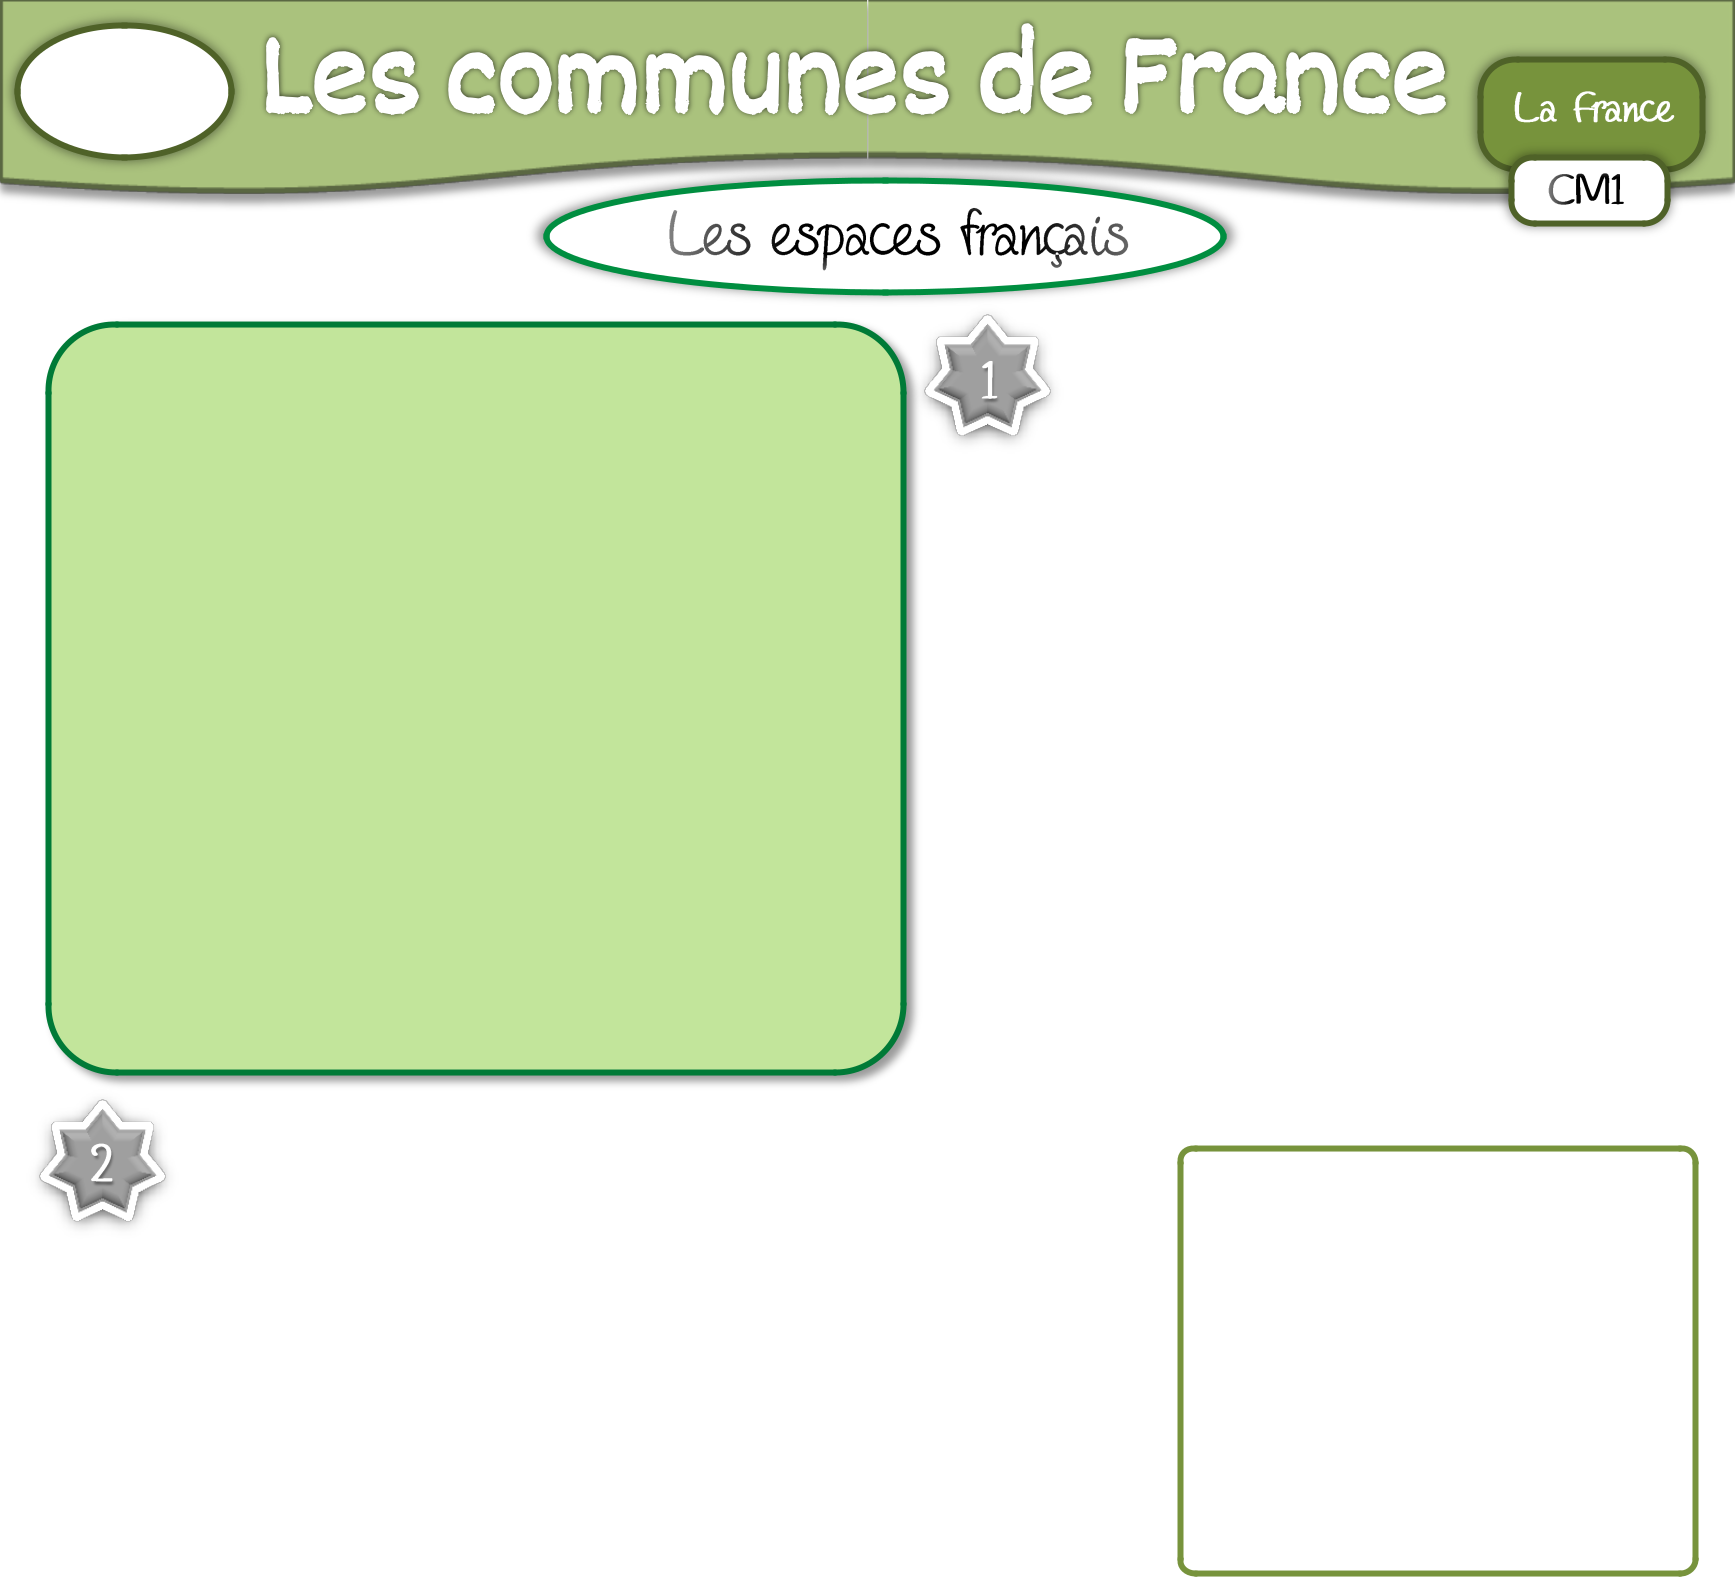 Les communes de France
La france
CM1
Les espaces français
1
2